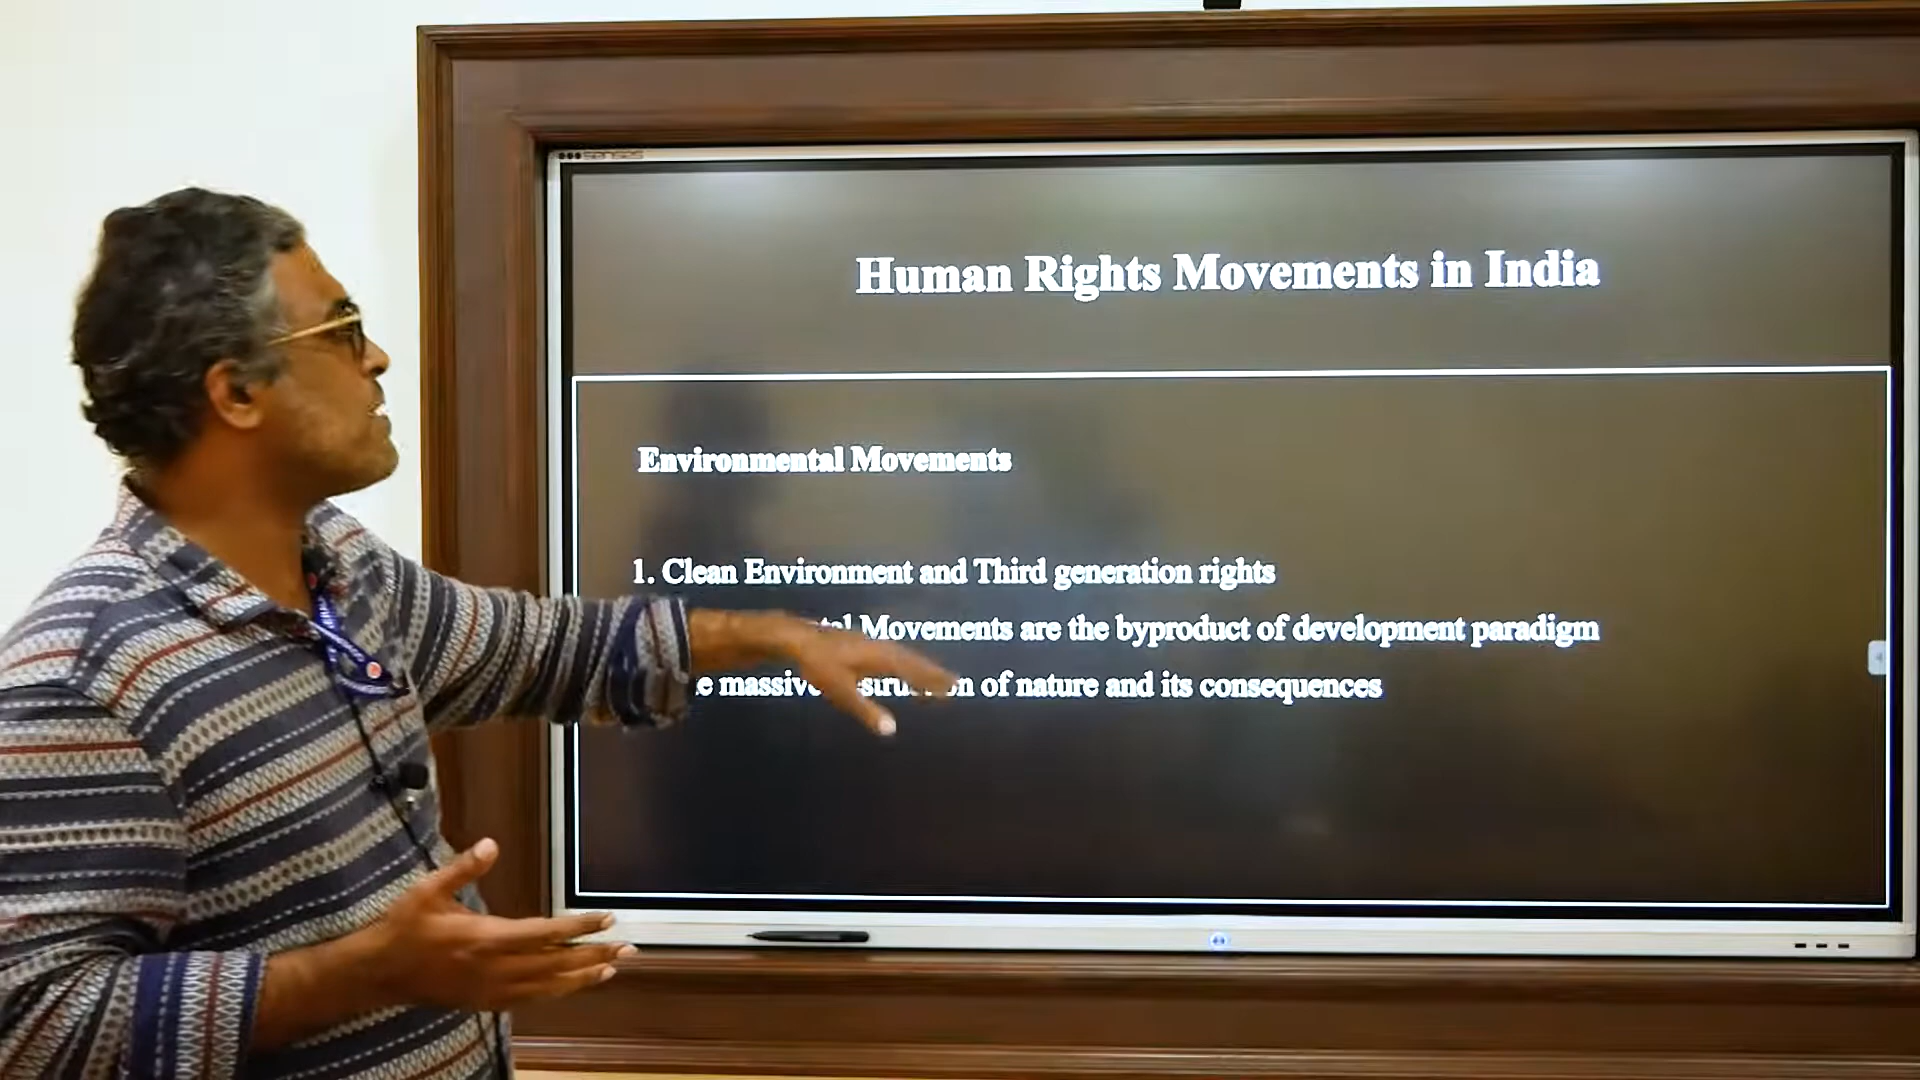 senses
Human Rights Movements in India
Environmental Movements
1. Clean Environment and Third generation rights
Movements are the byproduct of development paradigm
massive of nature and its consequences